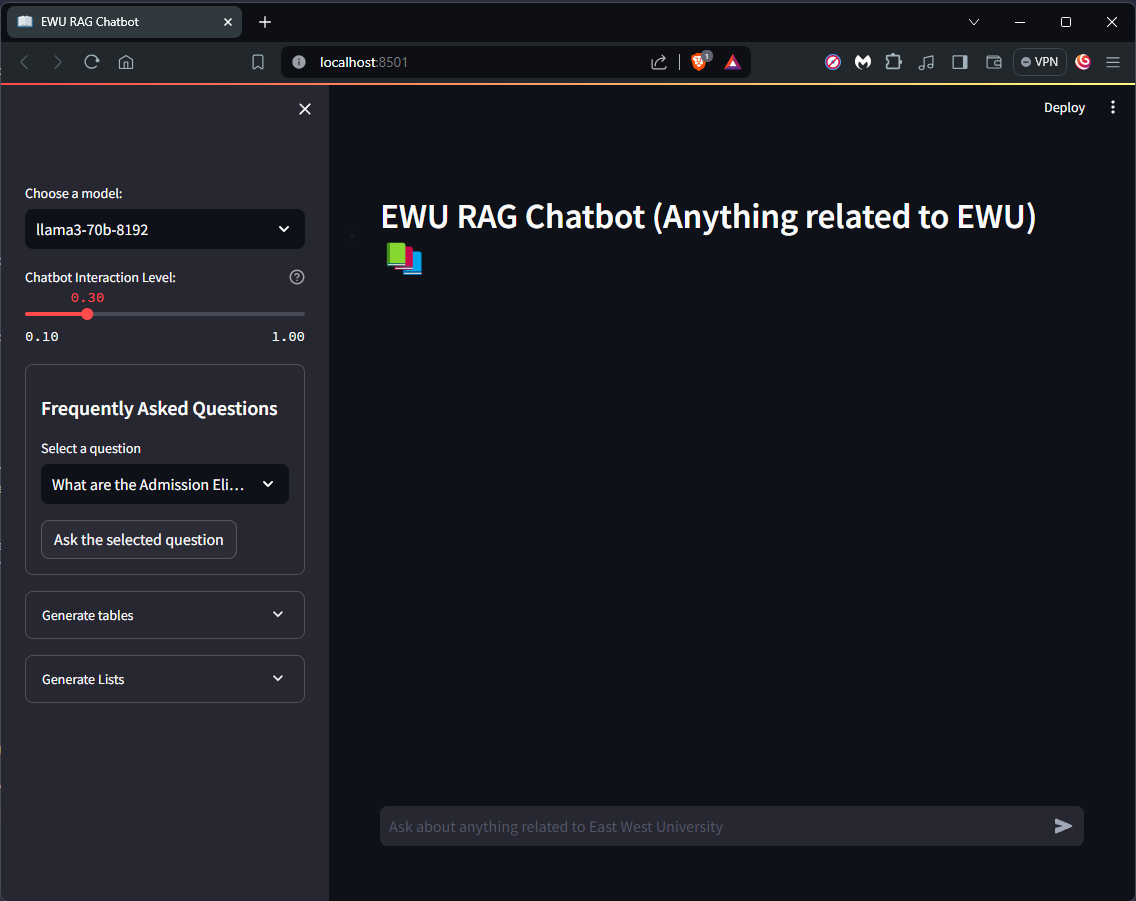 EWU RAG Chatbot
localhost:8501
1
VPN
Deploy
Choose a model:
llama3-70b-8192
Chatbot Interaction Level:
0.30
0.10 1.00
Frequently Asked Questions
Select a question
What are the Admission Eli...
Ask the selected question
Generate tables
Generate Lists
EWU RAG Chatbot (Anything related to EWU)
Ask about anything related to East West University